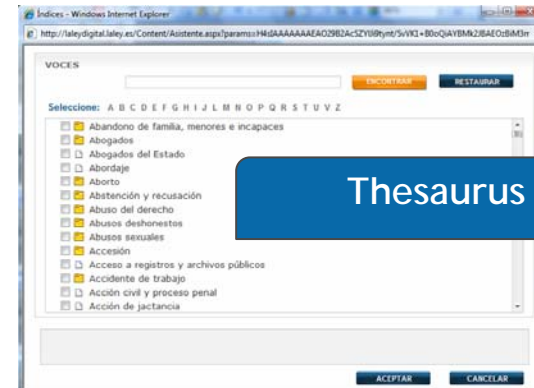 Índices - Windows Internet Explorer
VOCES
ENCONTRAR
RESTAURAR
Seleccione: A B C D E F G H I J L M N O P Q R S T U V Z
Abandono de familia, menores e incapaces
Abogados
Abogados del Estado
Abordaje
Aborto
Abstención y recusación
Abuso del derecho
Abusos deshonestos
Abusos sexuales
Accesión
Acceso a registros y archivos públicos
Accidente de trabajo
Acción civil y proceso penal
Acción de jactancia
Thesaurus
ACEPTAR
CANCELAR